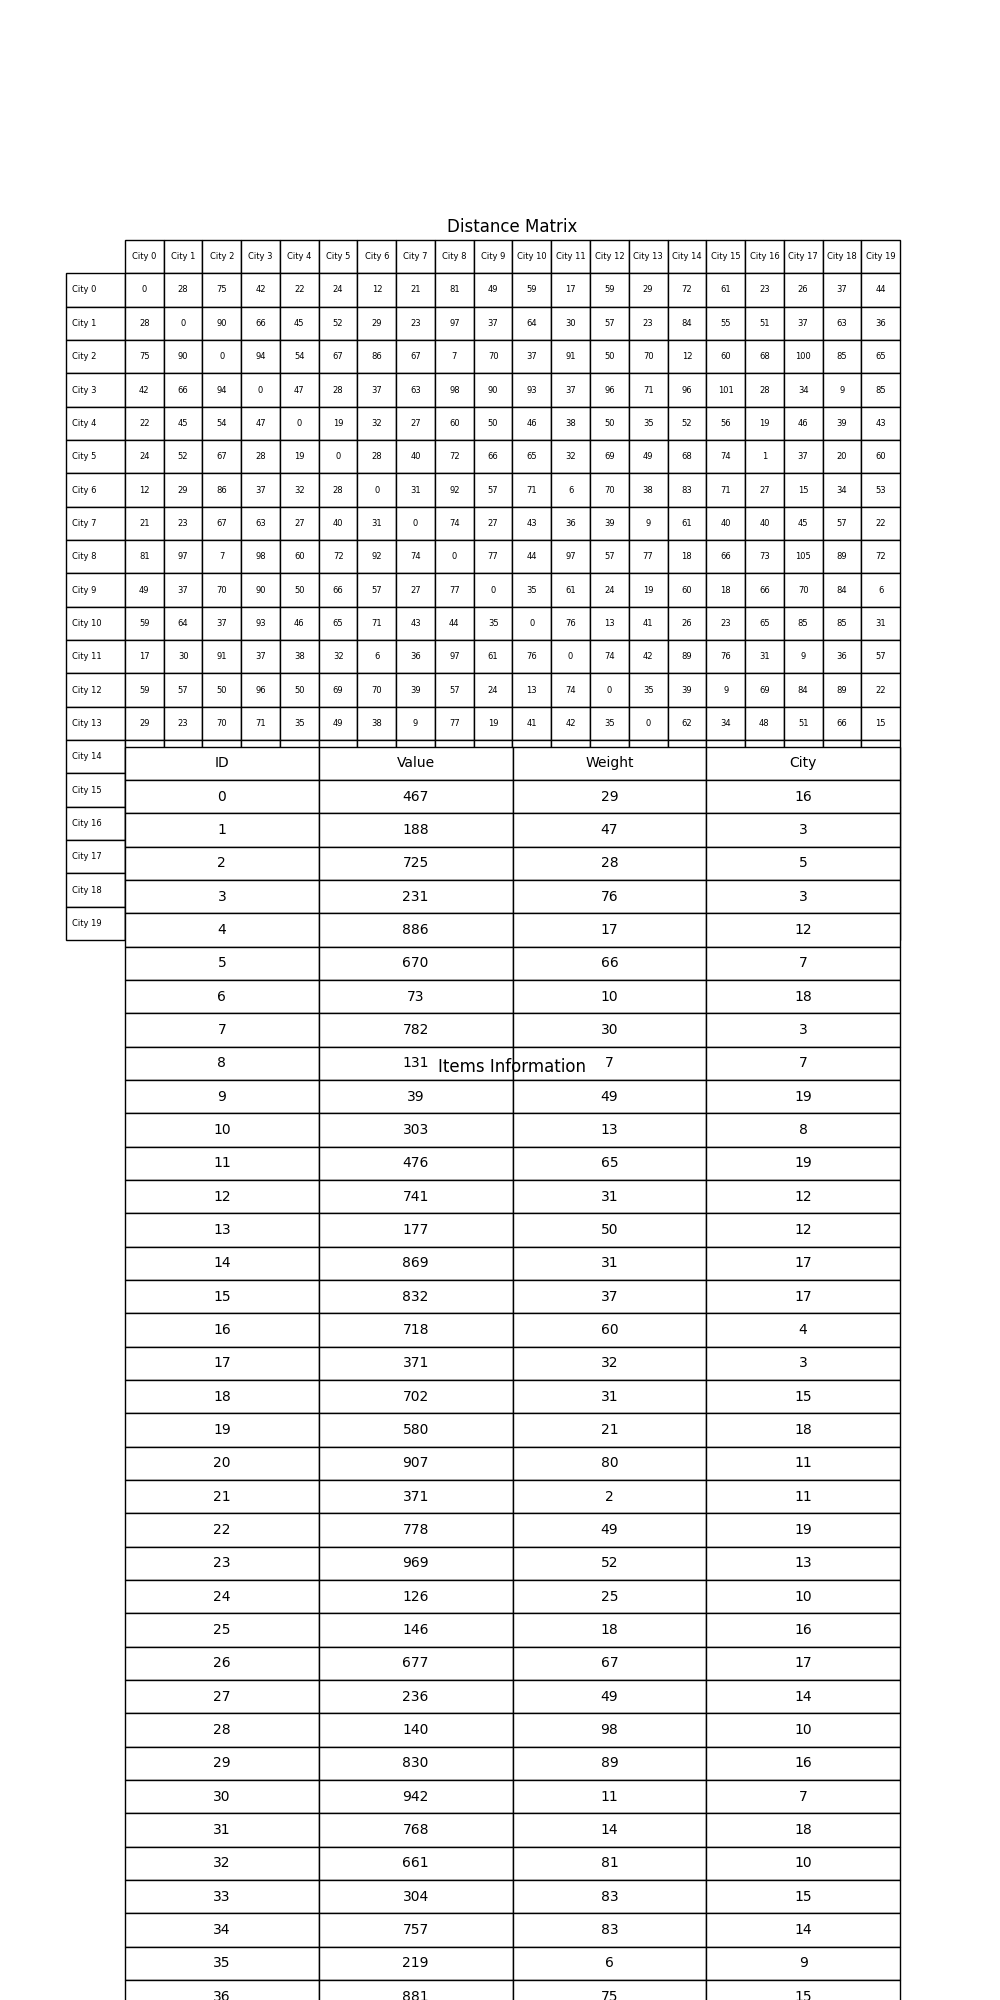 Distance Matrix
City 0 City 1 City 2 City 3 City 4 City 5 City 6 City 7 City 8 City 9 City 10 City 11 City 12 City 13 City 14 City 15 City 16 City 17 City 18 City 19
City 0 0 28 75 42 22 24 12 21 81 49 59 17 59 29 72 61 23 26 37 44
City 1 28 0 90 66 45 52 29 23 97 37 64 30 57 23 84 55 51 37 63 36
City 2 75 90 0 94 54 67 86 67 7 70 37 91 50 70 12 60 68 100 85 65
City 3 42 66 94 0 47 28 37 63 98 90 93 37 96 71 96 101 28 34 9 85
City 4 22 45 54 47 0 19 32 27 60 50 46 38 50 35 52 56 19 46 39 43
City 5 24 52 67 28 19 0 28 40 72 66 65 32 69 49 68 74 1 37 20 60
City 6 12 29 86 37 32 28 0 31 92 57 71 6 70 38 83 71 27 15 34 53
City 7 21 23 67 63 27 40 31 0 74 27 43 36 39 9 61 40 40 45 57 22
City 8 81 97 7 98 60 72 92 74 0 77 44 97 57 77 18 66 73 105 89 72
City 9 49 37 70 90 50 66 57 27 77 0 35 61 24 19 60 18 66 70 84 6
City 10 59 64 37 93 46 65 71 43 44 35 0 76 13 41 26 23 65 85 85 31
City 11 17 30 91 37 38 32 6 36 97 61 76 0 74 42 89 76 31 9 36 57
City 12 59 57 50 96 50 69 70 39 57 24 13 74 0 35 39 9 69 84 89 22
City 13 29 23 70 71 35 49 38 9 77 19 41 42 35 0 62 34 48 51 66 15
City 14
City 15
City 16
City 17
City 18
City 19
ID Value Weight City
0 467 29 16
1 188 47 3
2 725 28 5
3 231 76 3
4 886 17 12
5 670 66 7
6 73 10 18
7 782 30 3
8 131 7 7
Items Information
9 39 49 19
10 303 13 8
11 476 65 19
12 741 31 12
13 177 50 12
14 869 31 17
15 832 37 17
16 718 60 4
17 371 32 3
18 702 31 15
19 580 21 18
20 907 80 11
21 371 2 11
22 778 49 19
23 969 52 13
24 126 25 10
25 146 18 16
26 677 67 17
27 236 49 14
28 140 98 10
29 830 89 16
30 942 11 7
31 768 14 18
32 661 81 10
33 304 83 15
34 757 83 14
35 219 6 9
36 881 75 15